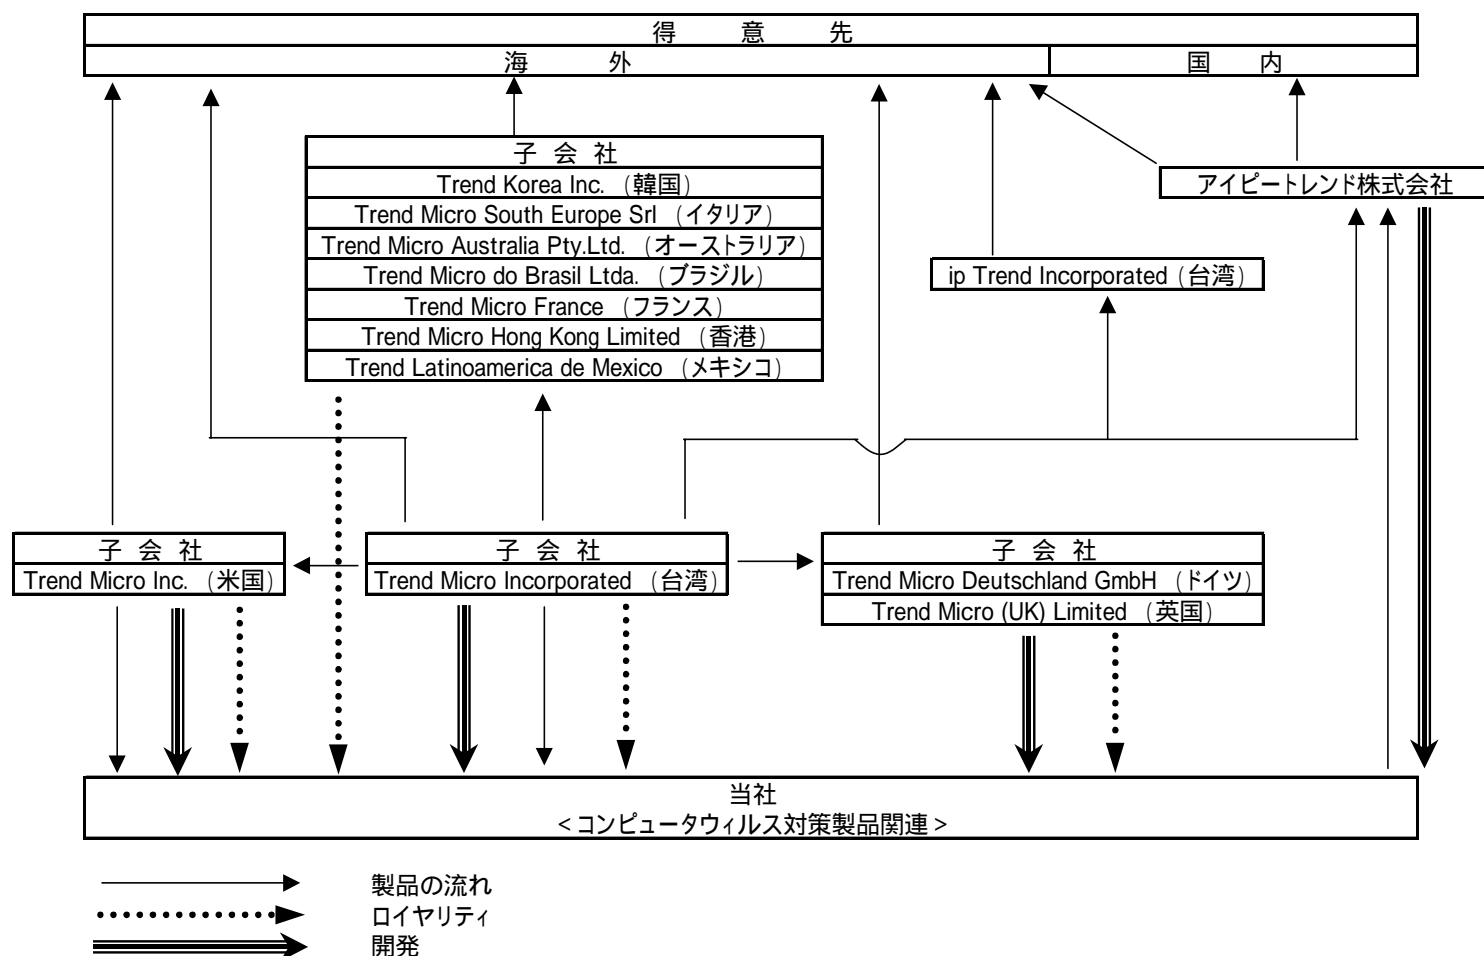 得 意 先
海 外
国 内
子 会 社
Trend Korea Inc. (韓国)
Trend Micro South Europe Srl (イタリア)
Trend Micro Australia Pty.Ltd. (オーストラリア)
Trend Micro do Brasil Ltda. (ブラジル)
Trend Micro France (フランス)
Trend Micro Hong Kong Limited (香港)
Trend Latinoamerica de Mexico (メキシコ)
アイピートレンド株式会社
ip Trend Incorporated (台湾)
子 会 社
Trend Micro Inc. (米国)
子 会 社
Trend Micro Incorporated (台湾)
子 会 社
Trend Micro Deutschland GmbH (ドイツ)
Trend Micro (UK) Limited (英国)
当社
<コンピュータウィルス対策製品関連>
製品の流れ
ロイヤリティ
開発